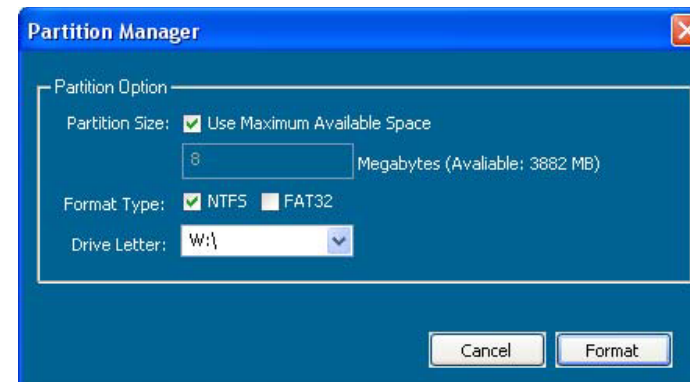 Partition Manager
Partition Option
Partition Size: Use Maximum Available Space
8 Megabytes (Avaliable: 3882 MB)
Format Type: NTFS FAT32
Drive Letter: W:\
Cancel Format